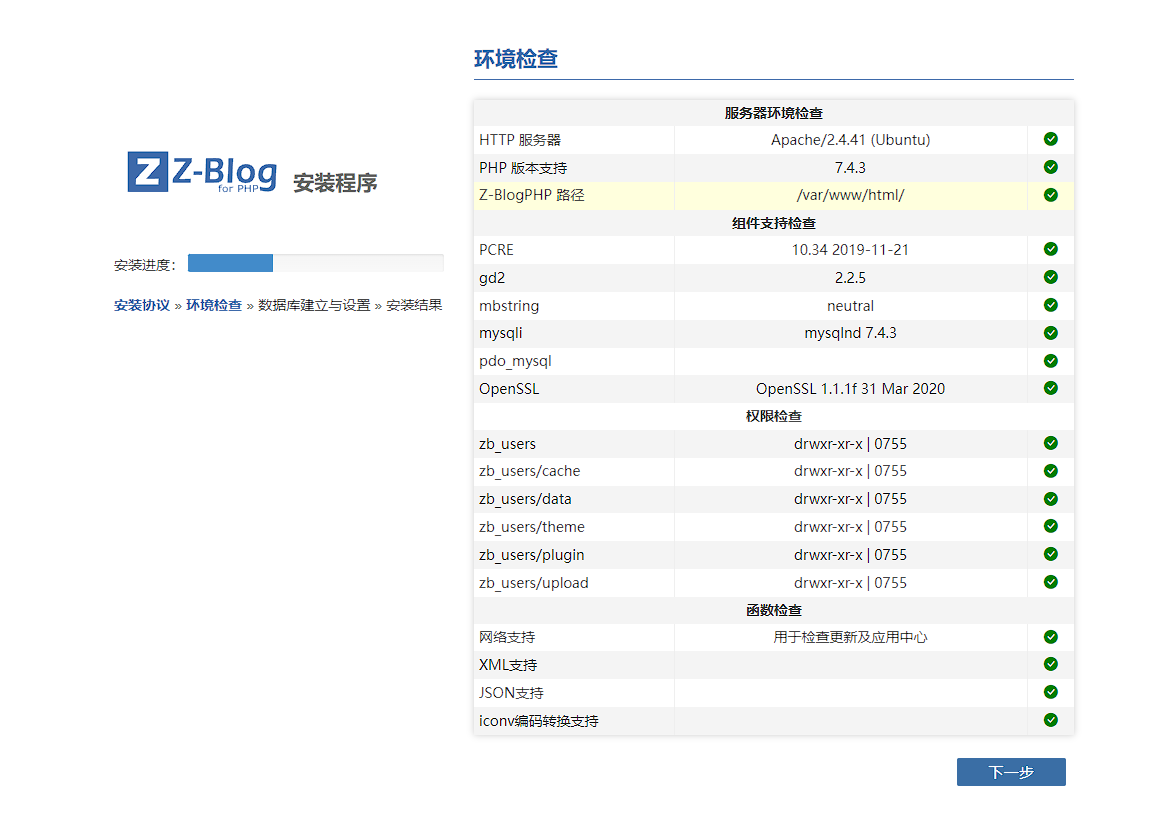 Z Z-Blog for PHP 安装程序
安装进度：
安装协议 » 环境检查 » 数据库建立与设置 » 安装结果
环境检查
服务器环境检查
HTTP 服务器 Apache/2.4.41 (Ubuntu)
PHP 版本支持 7.4.3
Z-BlogPHP 路径 /var/www/html/
组件支持检查
PCRE 10.34 2019-11-21
gd2 2.2.5
mbstring neutral
mysqli mysqlnd 7.4.3
pdo_mysql
OpenSSL OpenSSL 1.1.1f 31 Mar 2020
权限检查
zb_users drwxr-xr-x | 0755
zb_users/cache drwxr-xr-x | 0755
zb_users/data drwxr-xr-x | 0755
zb_users/theme drwxr-xr-x | 0755
zb_users/plugin drwxr-xr-x | 0755
zb_users/upload drwxr-xr-x | 0755
函数检查
网络支持 用于检查更新及应用中心
XML支持
JSON支持
iconv编码转换支持
下一步